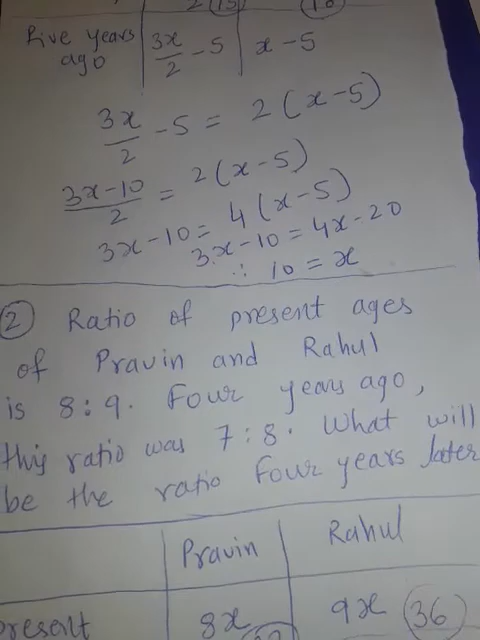 2 (15) 10
Five years 3x/2 - 5 x - 5
ago
3x/2 - 5 = 2(x-5)
3x-10/2 = 2(x-5)
3x-10 = 4(x-5)
3x-10 = 4x-20
∴ 10 = x
② Ratio of present ages
of Pravin and Rahul
is 8:9. Four years ago,
this ratio was 7:8. What will
be the ratio Four years later
Pravin Rahul
present 8x 9x (36)